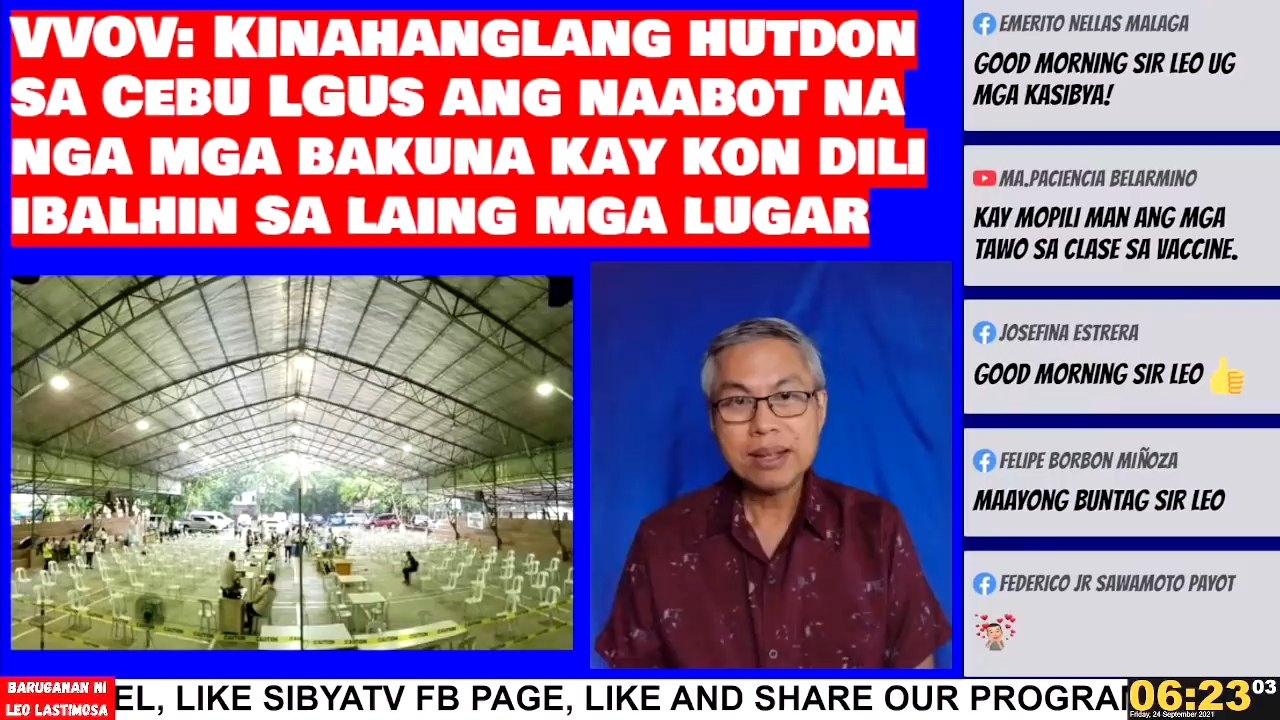 VVOV: KINAHANGLANG HUTDON
SA CEBU LGUS ANG NAABOT NA
NGA MGA BAKUNA KAY KON DILI
IBALHIN SA LAING MGA LUGAR
EMERITO NELLAS MALAGA
GOOD MORNING SIR LEO UG
MGA KASIBYA!
MA.PACIENCIA BELARMINO
KAY MOPILI MAN ANG MGA
TAWO SA CLASE SA VACCINE.
JOSEFINA ESTRERA
GOOD MORNING SIR LEO
FELIPE BORBON MIÑOZA
MAAYONG BUNTAG SIR LEO
FEDERICO JR SAWAMOTO PAYOT
CAUTION CAUTION CAUTION
BARUGANAN NI
LEO LASTIMOSA
EL, LIKE SIBYATV FB PAGE, LIKE AND SHARE OUR PROGRA
06:23 03
Friday, 24 September 2021